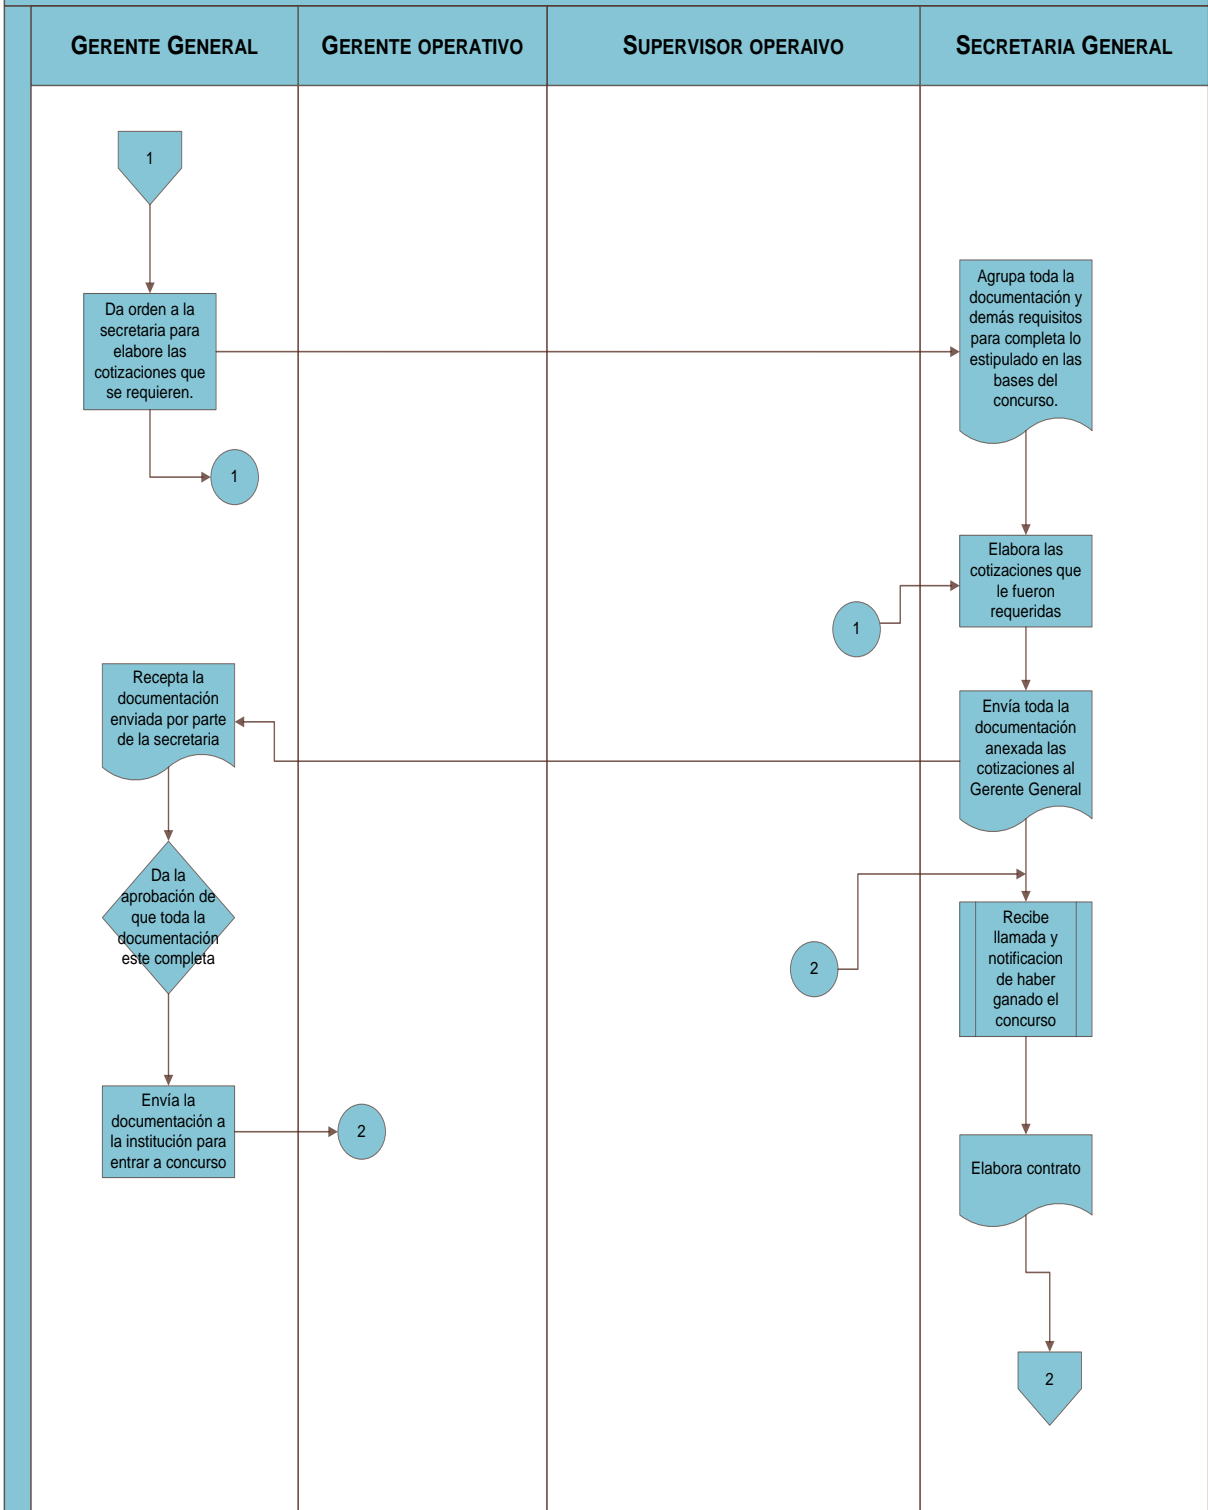 GERENTE GENERAL
GERENTE OPERATIVO
SUPERVISOR OPERAIVO
SECRETARIA GENERAL
1
Da orden a la
secretaria para
elabore las
cotizaciones que
se requieren.
1
Agrupa toda la
documentación y
demás requisitos
para completa lo
estipulado en las
bases del
concurso.
Elabora las
cotizaciones que
le fueron
requeridas
1
Recepta la
documentación
enviada por parte
de la secretaria
Envía toda la
documentación
anexada las
cotizaciones al
Gerente General
Da la
aprobación de
que toda la
documentación
este completa
2
Recibe
llamada y
notificacion
de haber
ganado el
concurso
Envía la
documentación a
la institución para
entrar a concurso
2
Elabora contrato
2